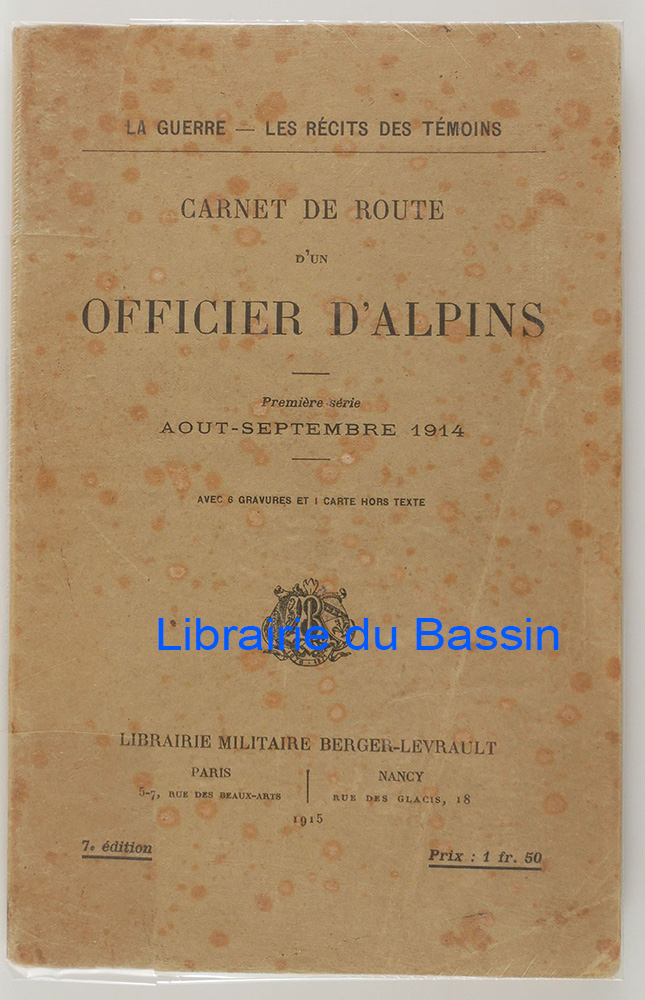 LA GUERRE — LES RÉCITS DES TÉMOINS
CARNET DE ROUTE
D'UN
OFFICIER D'ALPINS
Première série
AOUT-SEPTEMBRE 1914
AVEC 6 GRAVURES ET 1 CARTE HORS TEXTE
Librairie du Bassin
LIBRAIRIE MILITAIRE BERGER-LEVRAULT
PARIS
5-7, RUE DES BEAUX-ARTS
NANCY
RUE DES GLACIS, 18
1915
7e édition
Prix : 1 fr. 50